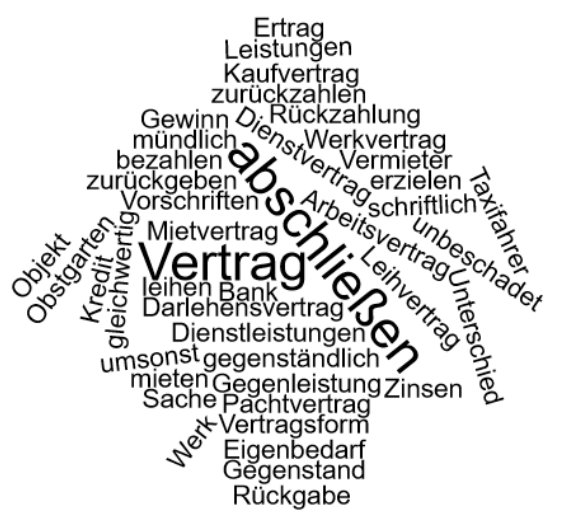 Ertrag
Leistungen
Kaufvertrag
zurückzahlen
Rückzahlung
Gewinn
Dienstvertrag
mündlich
Werkvertrag
bezahlen
abschließen
Vermieter
zurückgeben
erzielen
Taxifahrer
Vorschriften
Arbeitsvertrag
schriftlich
Mietvertrag
unbeschadet
Objekt
Obstgarten
Kredit
gleichwertig
Vertrag
Leihvertrag
Unterschied
leihen
Bank
Darlehensvertrag
Dienstleistungen
umsonst
gegenständlich
mieten
Gegenleistung
Zinsen
Sache
Pachtvertrag
Werk
Vertragsform
Eigenbedarf
Gegenstand
Rückgabe